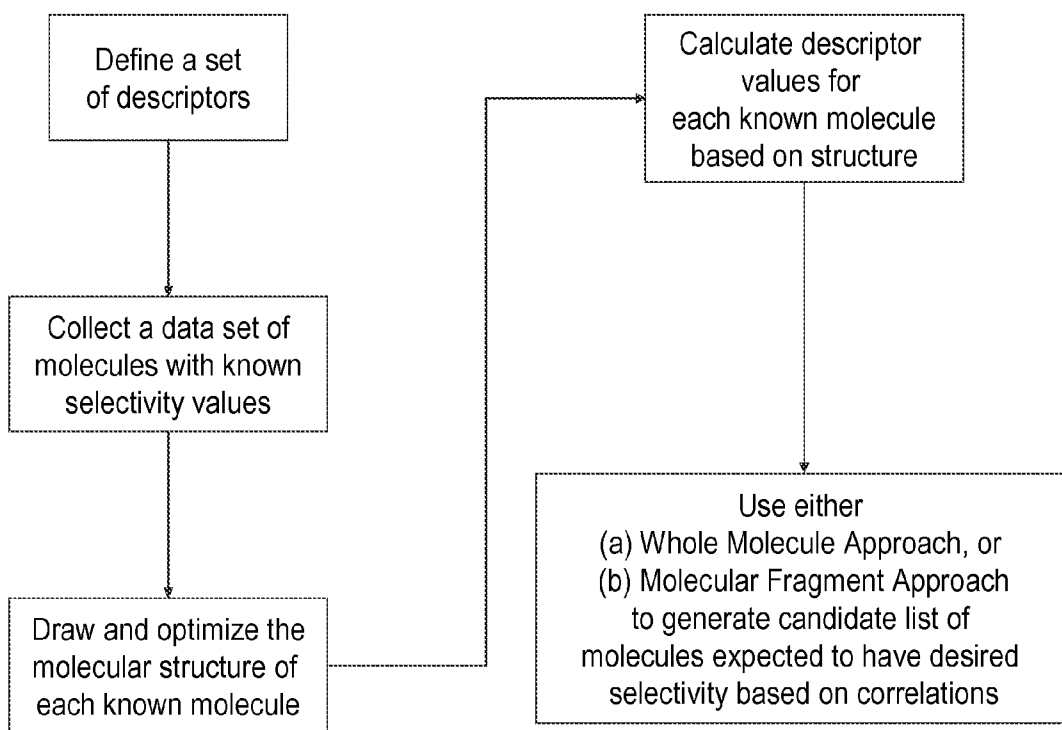 Define a set
of descriptors
Collect a data set of
molecules with known
selectivity values
Draw and optimize the
molecular structure of
each known molecule
Calculate descriptor
values for
each known molecule
based on structure
Use either
(a) Whole Molecule Approach, or
(b) Molecular Fragment Approach
to generate candidate list of
molecules expected to have desired
selectivity based on correlations